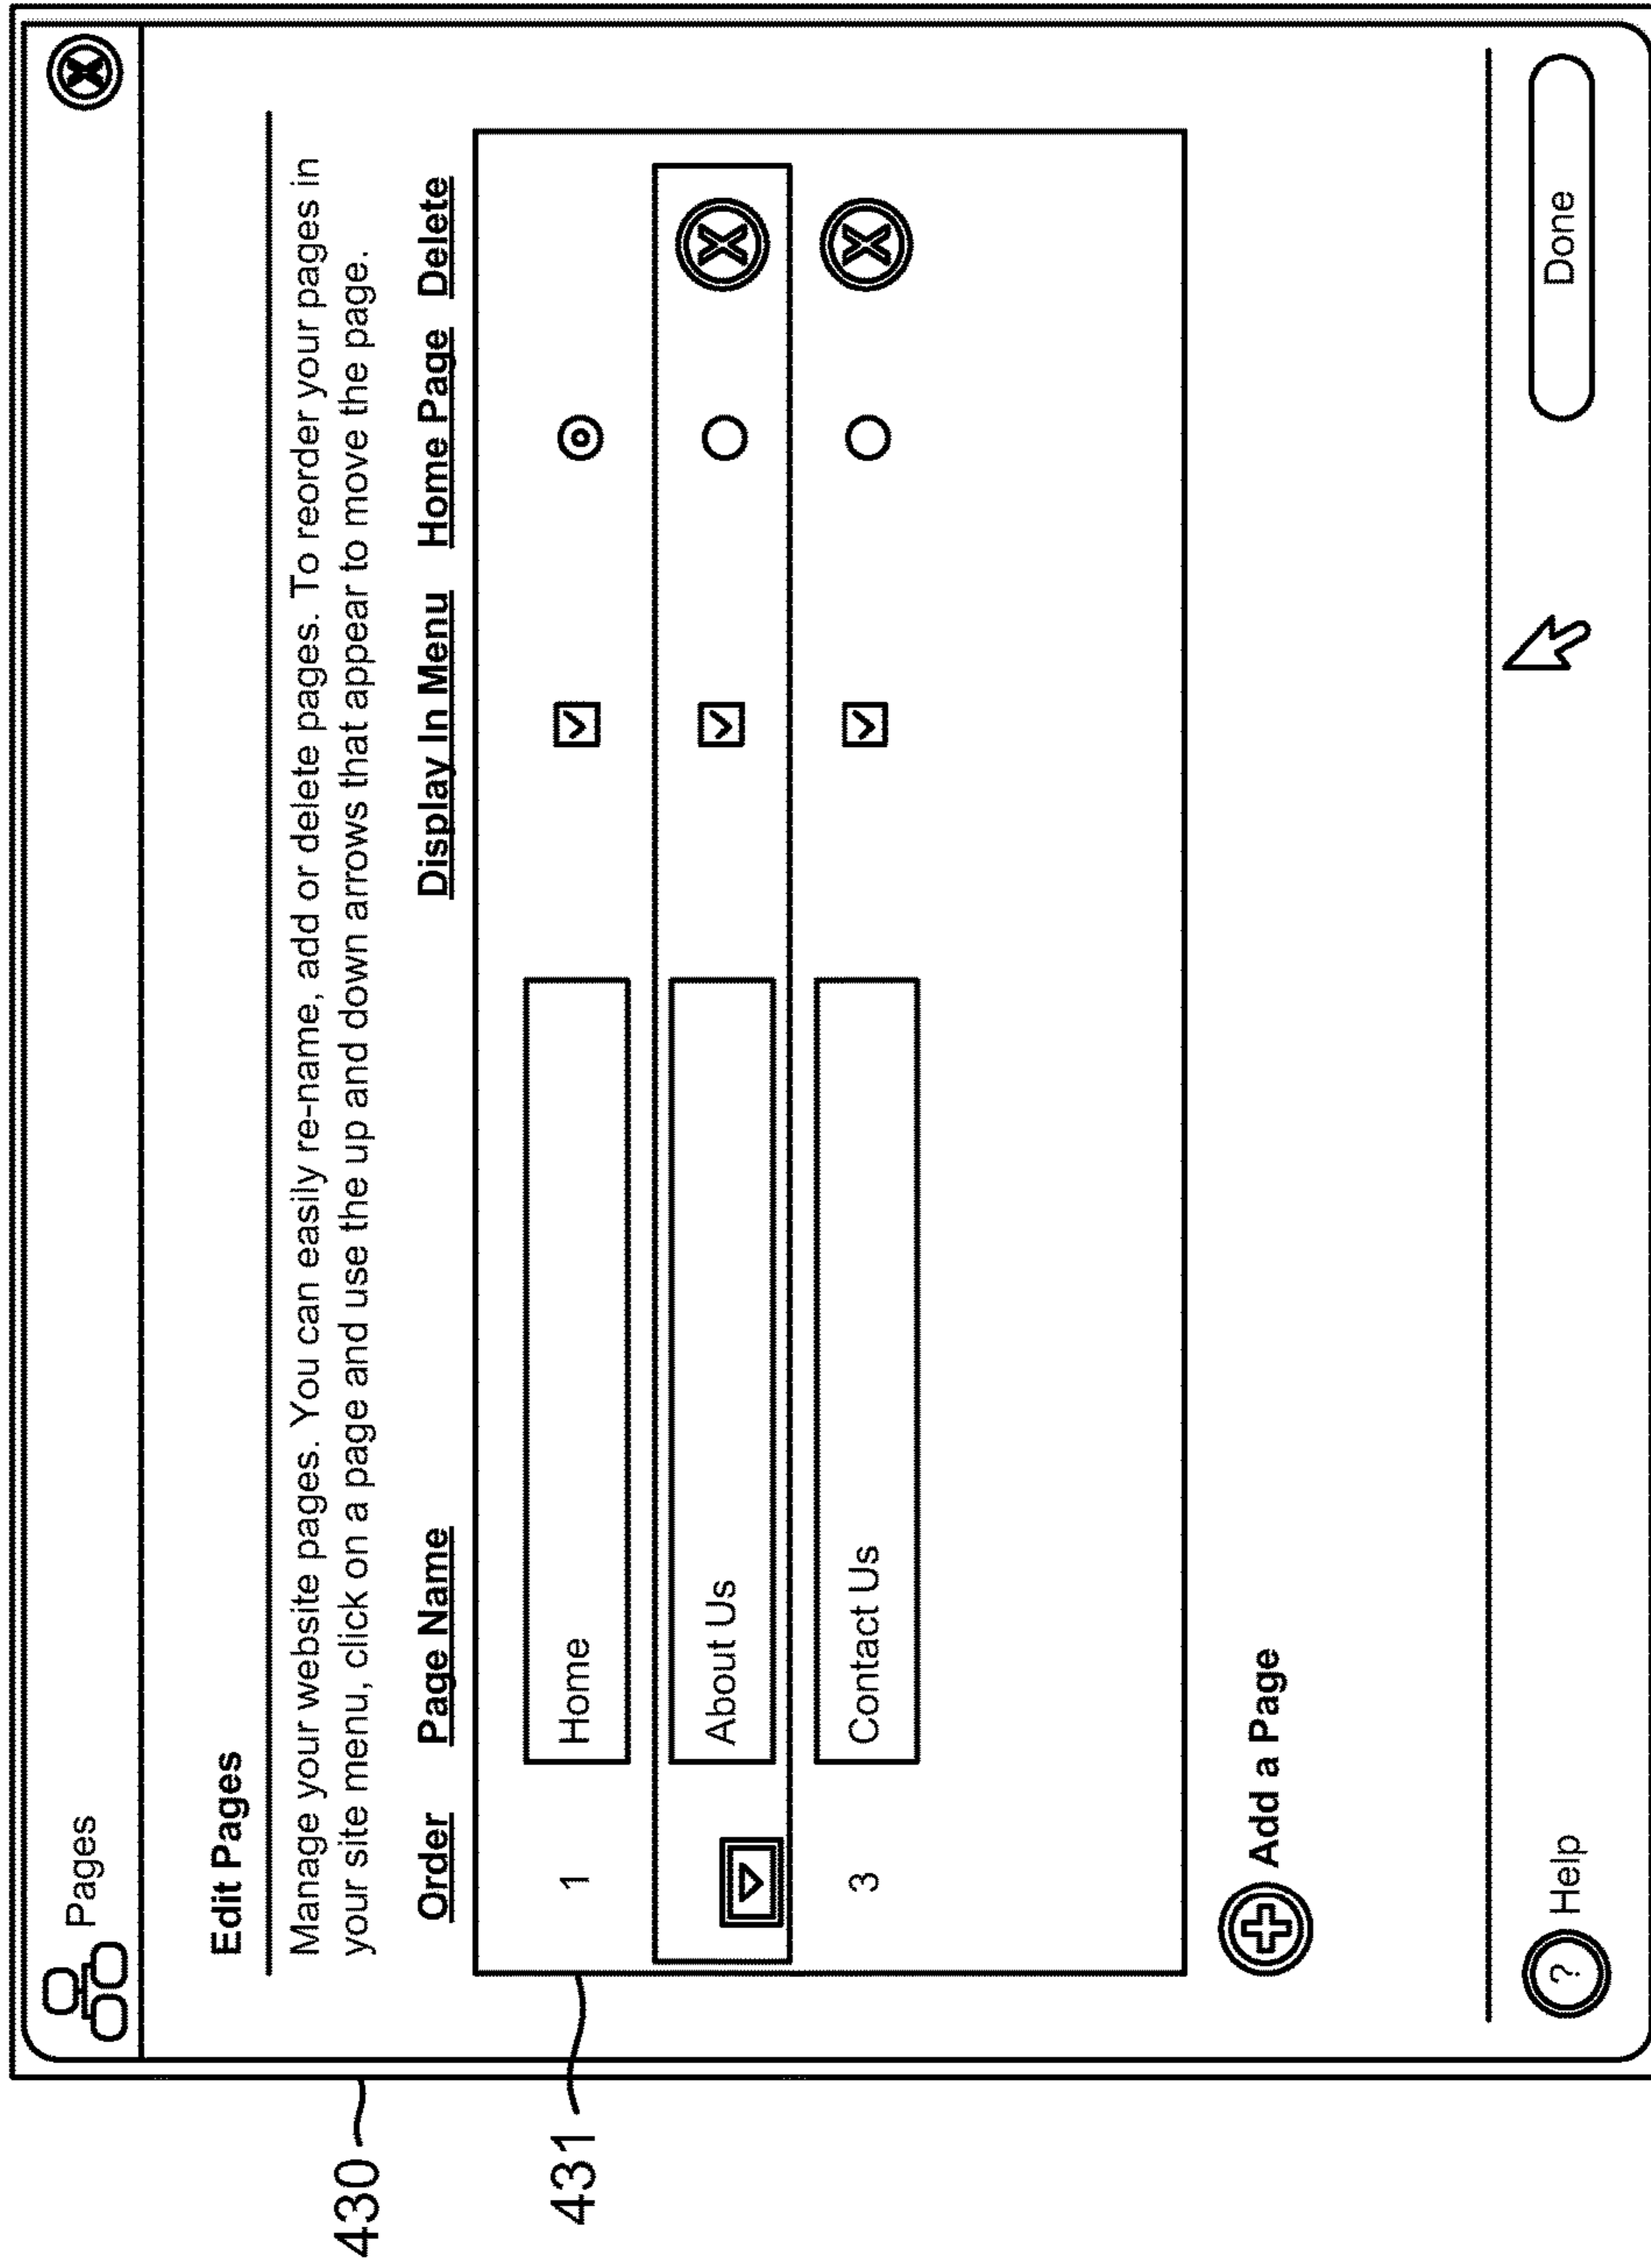 Pages
Edit Pages
Manage your website pages. You can easily re-name, add or delete pages. To reorder your pages in
your site menu, click on a page and use the up and down arrows that appear to move the page.
Order Page Name Display In Menu Home Page Delete
1 Home
About Us
3 Contact Us
Add a Page
? Help Done
430
431